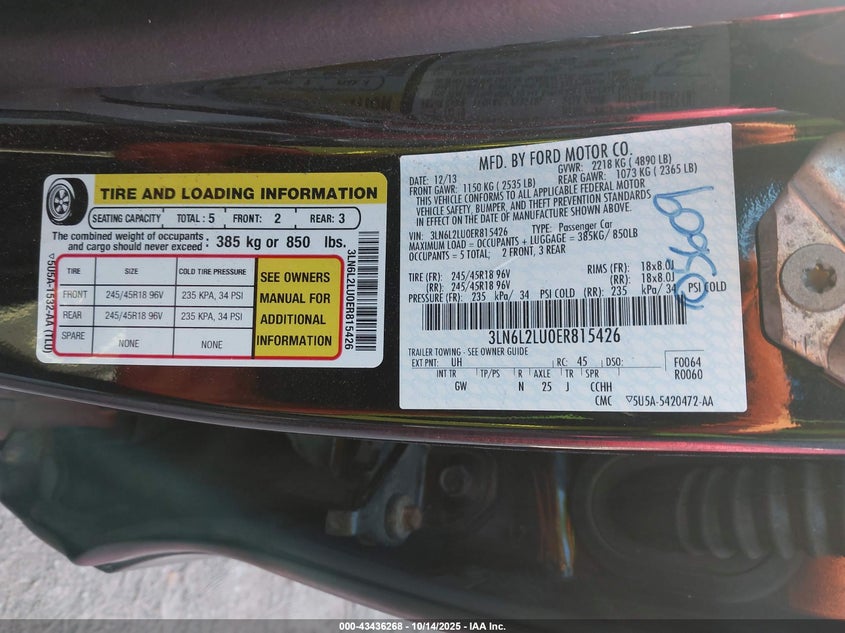 TIRE AND LOADING INFORMATION
SEATING CAPACITY TOTAL : 5 FRONT: 2 REAR: 3
The combined weight of occupants
and cargo should never exceed : 385 kg or 850 lbs.
TIRE SIZE COLD TIRE PRESSURE
FRONT 245/45R18 96V 235 KPA, 34 PSI
REAR 245/45R18 96V 235 KPA, 34 PSI
SPARE NONE NONE
SEE OWNERS
MANUAL FOR
ADDITIONAL
INFORMATION
5U5A-1532-AA (TLU)
3LN6L2LU0ER815426
MFD. BY FORD MOTOR CO.
DATE: 12/13 GVWR: 2218 KG ( 4890 LB)
FRONT GAWR: 1150 KG ( 2535 LB) REAR GAWR: 1073 KG ( 2365 LB)
THIS VEHICLE CONFORMS TO ALL APPLICABLE FEDERAL MOTOR
VEHICLE SAFETY, BUMPER, AND THEFT PREVENTION STANDARDS
IN EFFECT ON THE DATE OF MANUFACTURE SHOWN ABOVE.
VIN: 3LN6L2LU0ER815426 TYPE: Passenger Car
MAXIMUM LOAD = OCCUPANTS + LUGGAGE = 385KG/ 850LB
OCCUPANTS = 5 TOTAL; 2 FRONT, 3 REAR
TIRE (FR): 245/45R18 96V RIMS (FR): 18x8.0J
(RR): 245/45R18 96V (RR): 18x8.0J
PRESSURE (FR): 235 kPa/ 34 PSI COLD (RR): 235 kPa/ 34 PSI COLD
3LN6L2LU0ER815426
TRAILER TOWING - SEE OWNER GUIDE
EXT PNT: UH RC: 45 DSO: F0064
INT TR TP/PS R AXLE TR SPR R0060
GW N 25 J CCHH
CMC 5U5A-5420472-AA
000-43436268 - 10/14/2025 - IAA Inc.